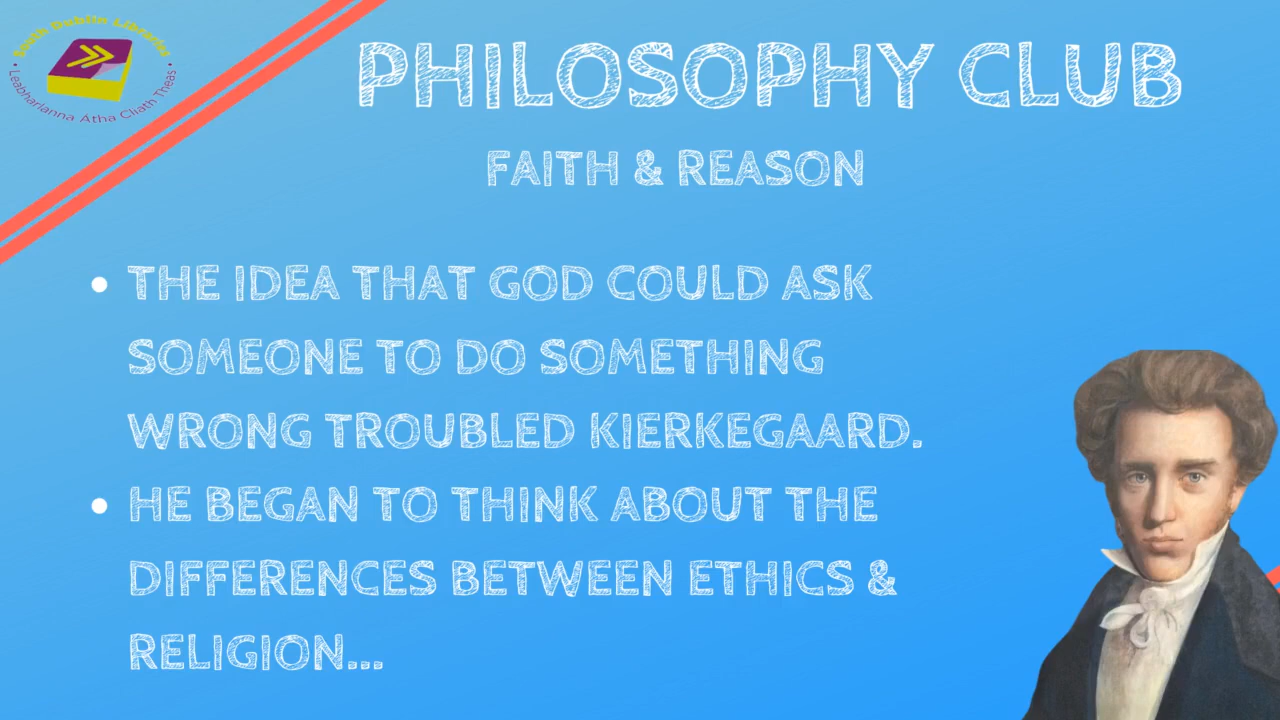 South Dublin Libraries
• Leabharlanna Átha Cliath Theas •
PHILOSOPHY CLUB
FAITH & REASON
• THE IDEA THAT GOD COULD ASK
SOMEONE TO DO SOMETHING
WRONG TROUBLED KIERKEGAARD.
• HE BEGAN TO THINK ABOUT THE
DIFFERENCES BETWEEN ETHICS &
RELIGION...